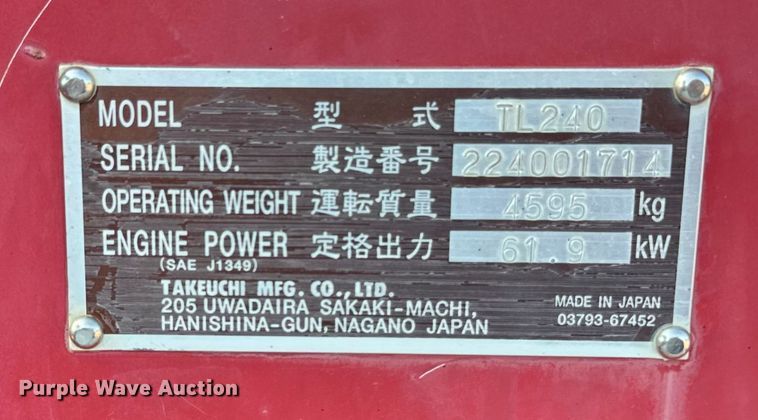 MODEL 型 式 TL240
SERIAL NO. 製造番号 224001714
OPERATING WEIGHT 運転質量 4595 kg
ENGINE POWER 定格出力 61.9 kW
(SAE J1349)
TAKEUCHI MFG. CO., LTD.
205 UWADAIRA SAKAKI-MACHI,
HANISHINA-GUN, NAGANO JAPAN
MADE IN JAPAN
03793-67452
Purple Wave Auction